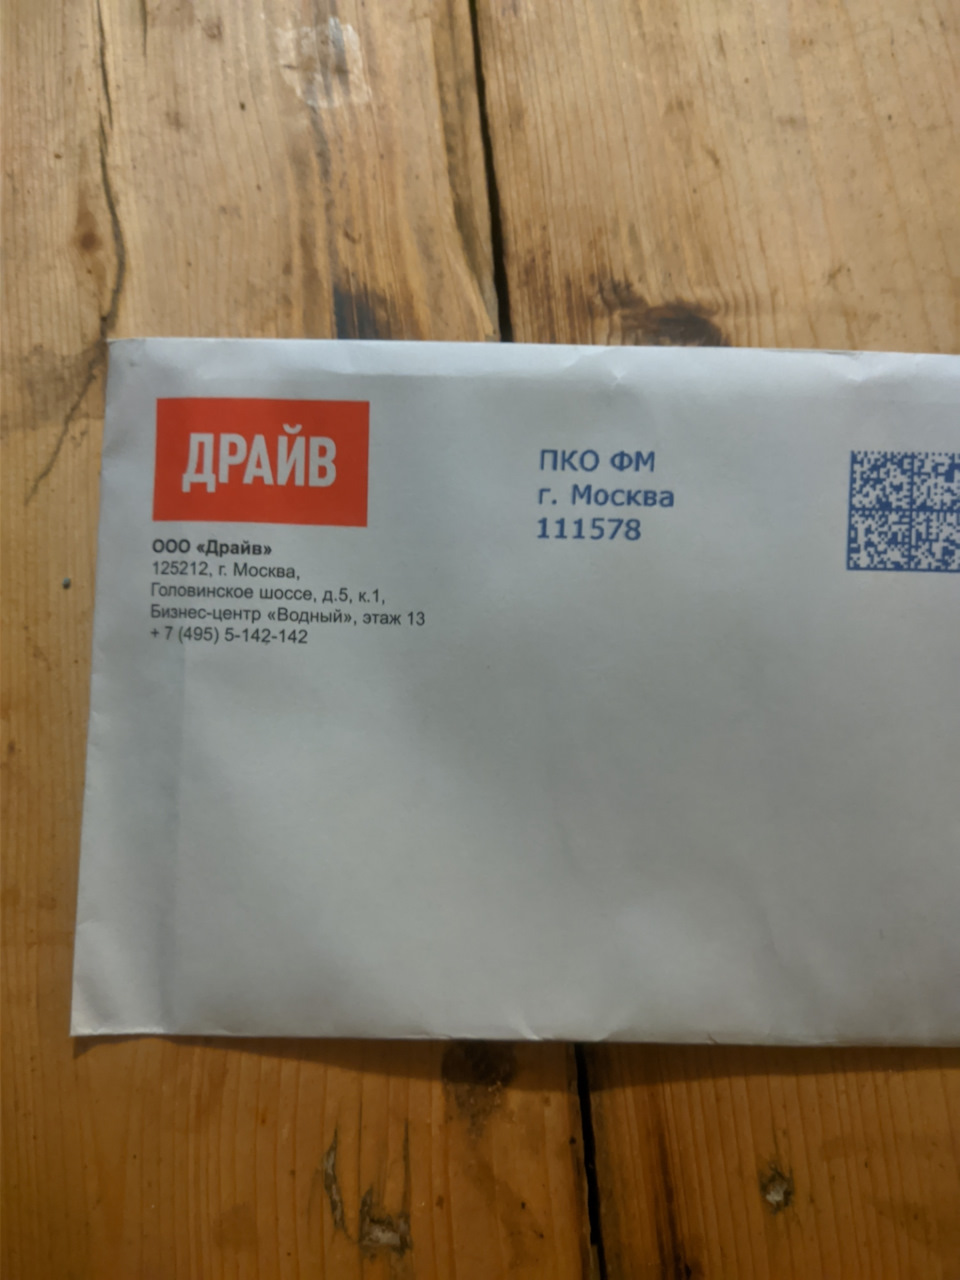 ДРАЙВ
ООО «Драйв»
125212, г. Москва,
Головинское шоссе, д.5, к.1,
Бизнес-центр «Водный», этаж 13
+ 7 (495) 5-142-142
ПКО ФМ
г. Москва
111578